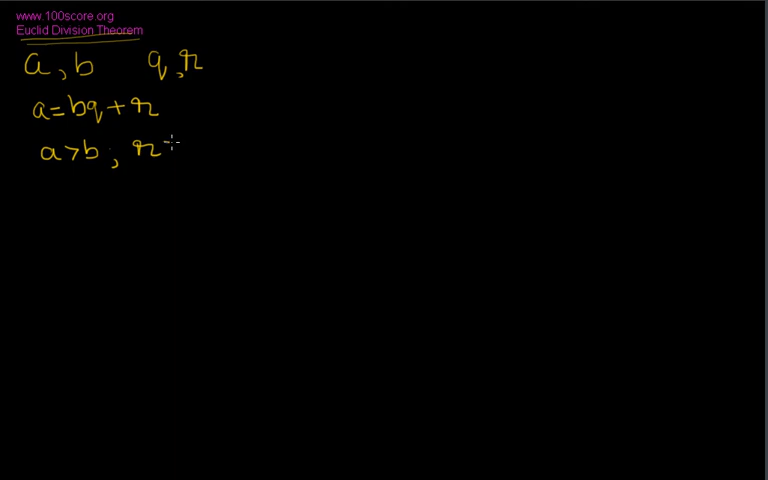 www.100score.org
Euclid Division Theorem
a, b q, r
a = bq + r
a > b ; r